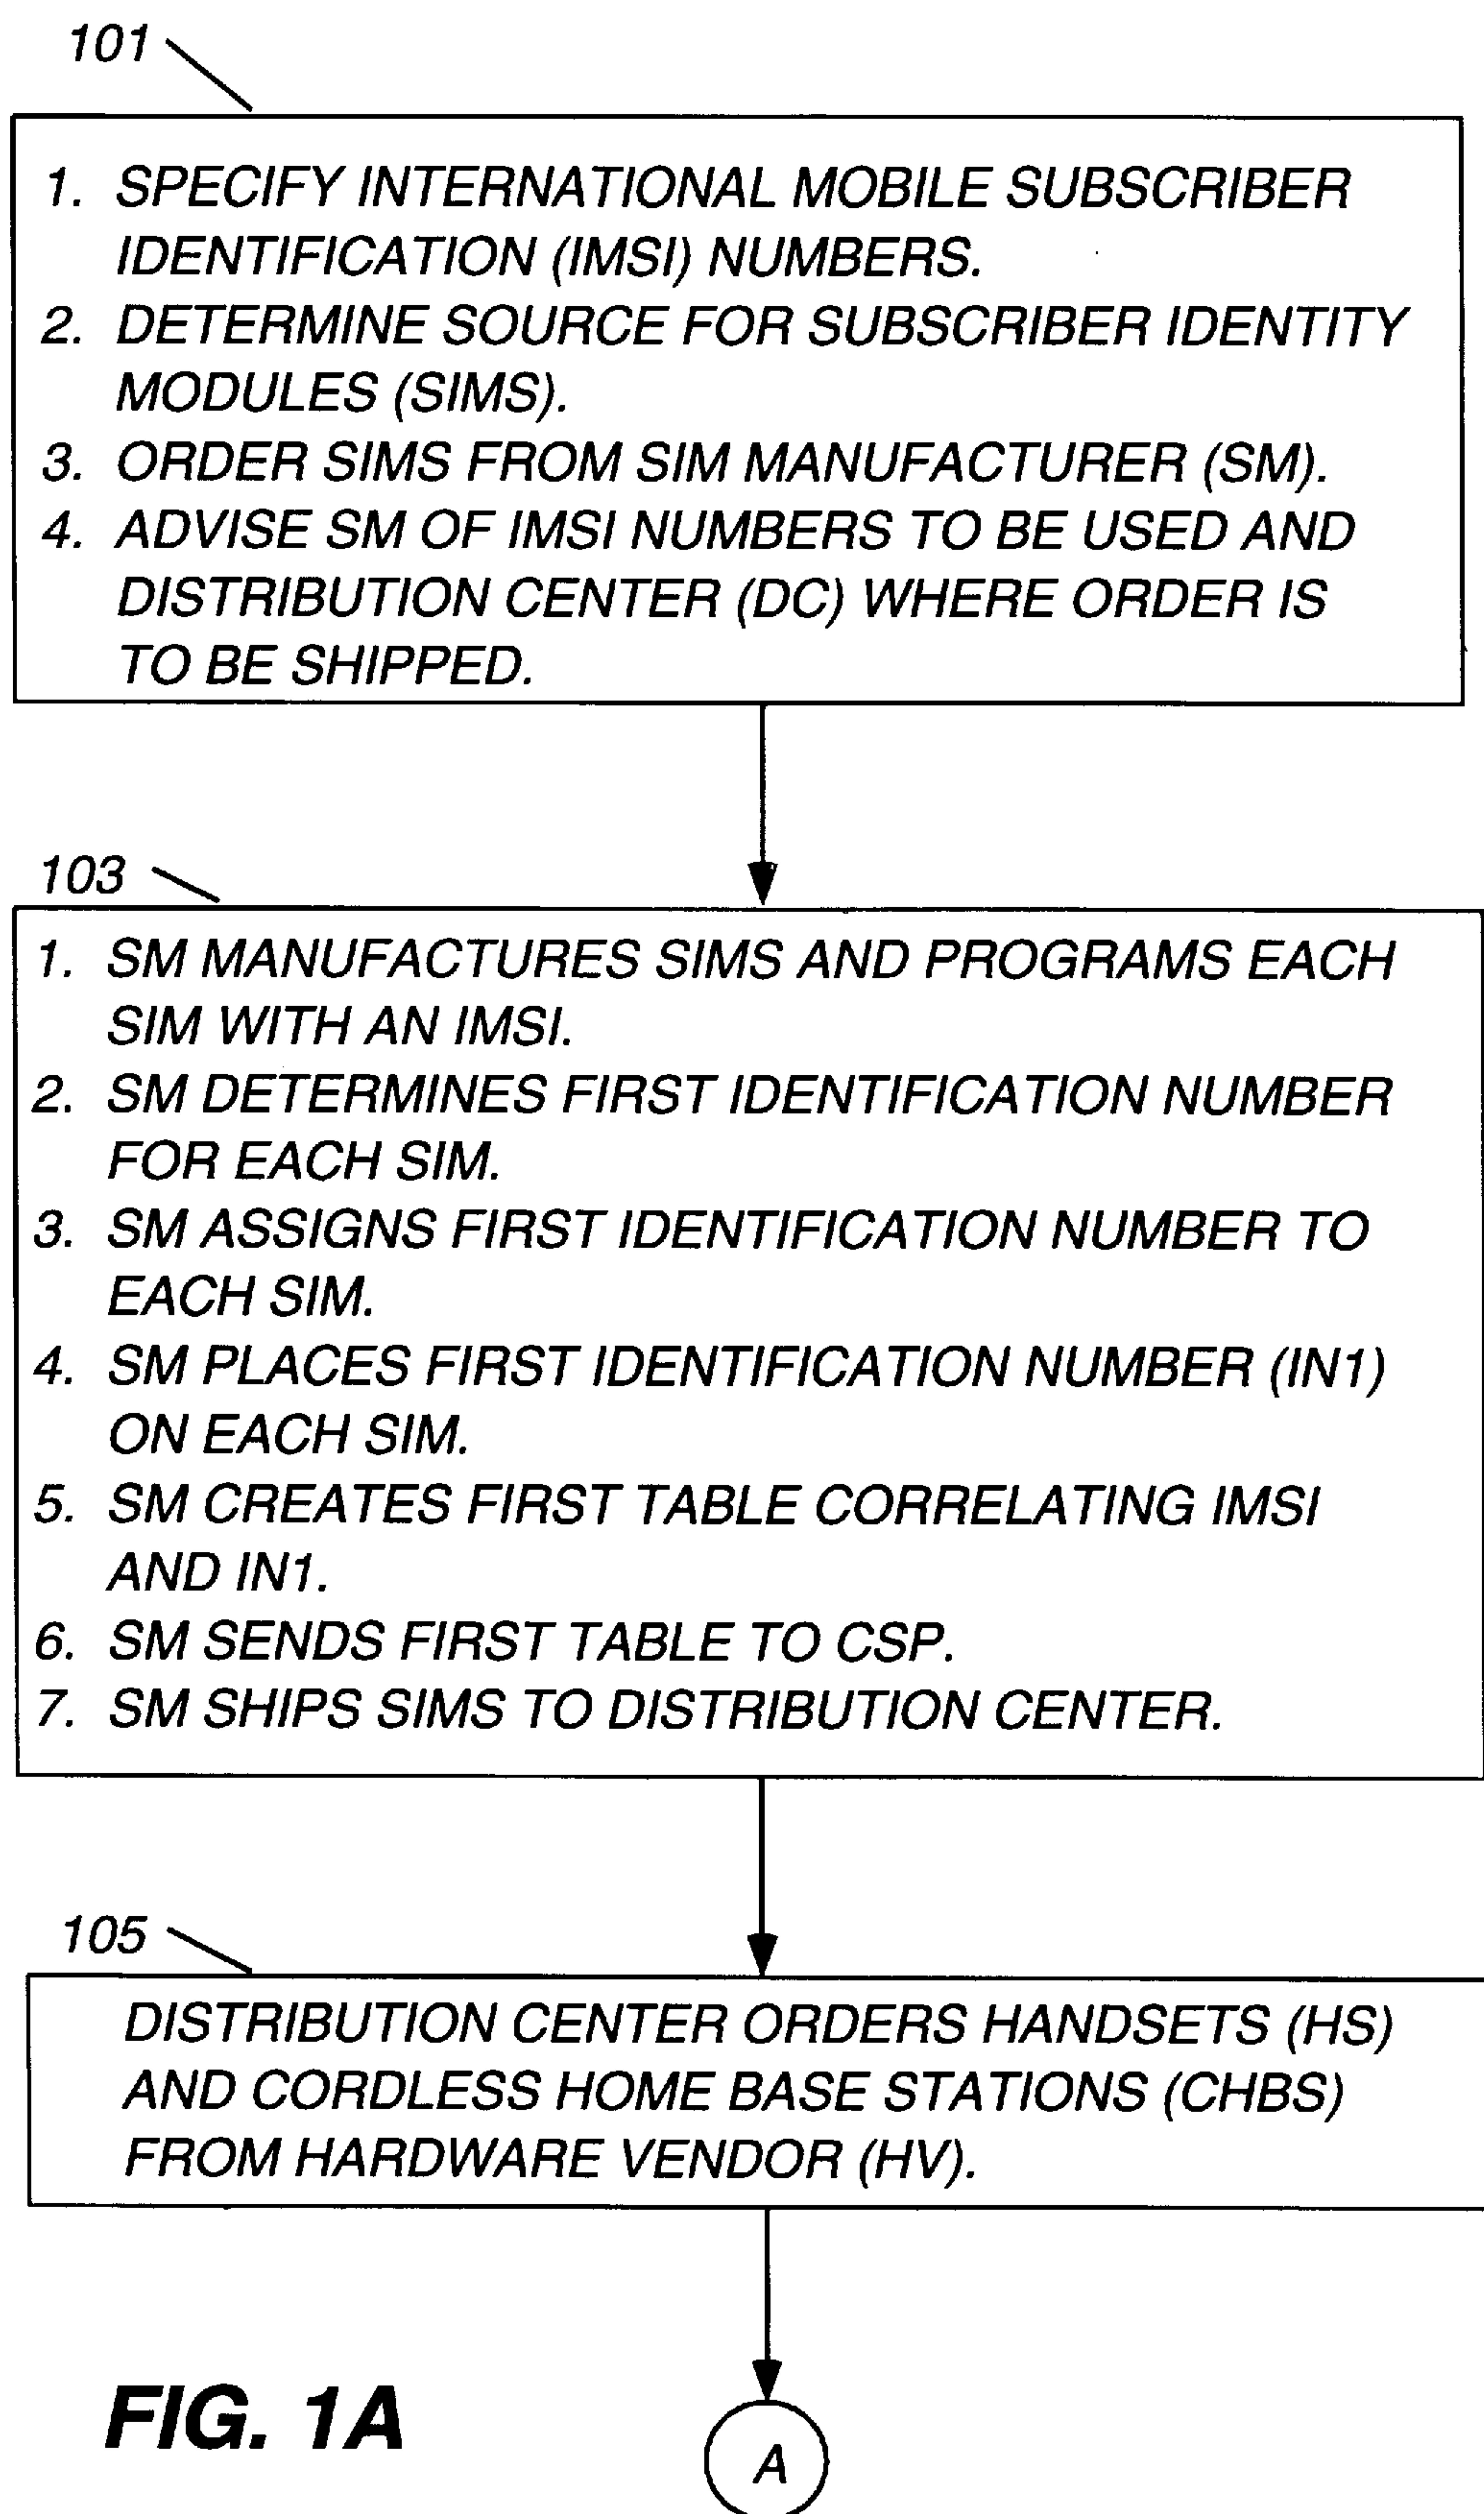 101
1. SPECIFY INTERNATIONAL MOBILE SUBSCRIBER
IDENTIFICATION (IMSI) NUMBERS.
2. DETERMINE SOURCE FOR SUBSCRIBER IDENTITY
MODULES (SIMS).
3. ORDER SIMS FROM SIM MANUFACTURER (SM).
4. ADVISE SM OF IMSI NUMBERS TO BE USED AND
DISTRIBUTION CENTER (DC) WHERE ORDER IS
TO BE SHIPPED.
103
1. SM MANUFACTURES SIMS AND PROGRAMS EACH
SIM WITH AN IMSI.
2. SM DETERMINES FIRST IDENTIFICATION NUMBER
FOR EACH SIM.
3. SM ASSIGNS FIRST IDENTIFICATION NUMBER TO
EACH SIM.
4. SM PLACES FIRST IDENTIFICATION NUMBER (IN1)
ON EACH SIM.
5. SM CREATES FIRST TABLE CORRELATING IMSI
AND IN1.
6. SM SENDS FIRST TABLE TO CSP.
7. SM SHIPS SIMS TO DISTRIBUTION CENTER.
105
DISTRIBUTION CENTER ORDERS HANDSETS (HS)
AND CORDLESS HOME BASE STATIONS (CHBS)
FROM HARDWARE VENDOR (HV).
FIG. 1A
A